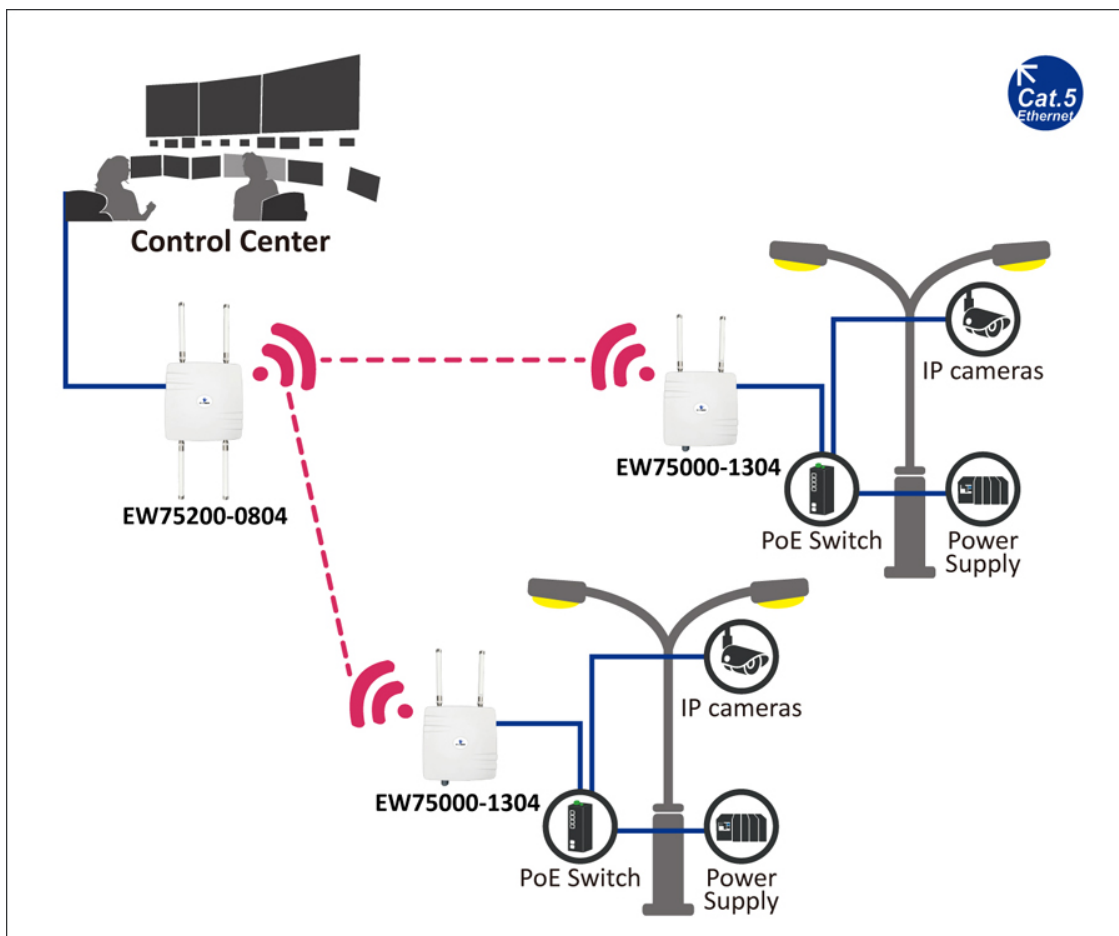 Cat.5
Ethernet
Control Center
IP cameras
EW75000-1304
EW75200-0804
PoE Switch
Power
Supply
IP cameras
EW75000-1304
PoE Switch
Power
Supply